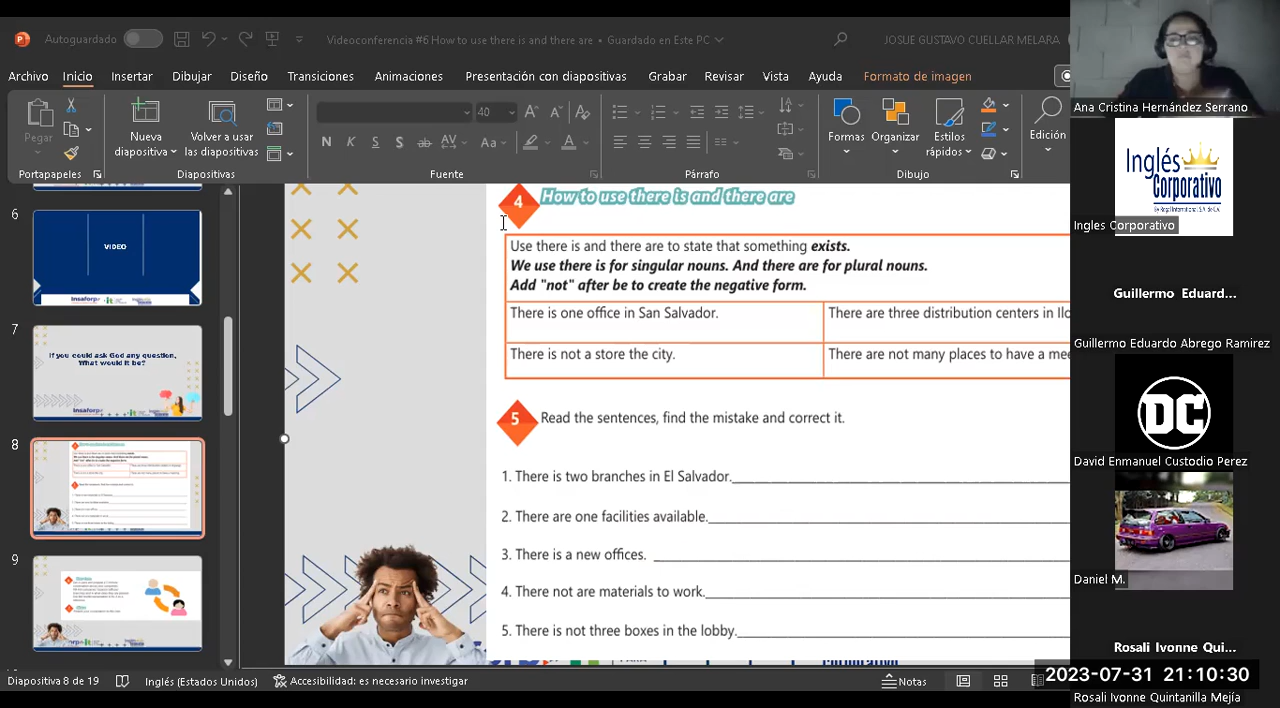 Autoguardado
Videoconferencia #6 How to use there is and there are • Guardado en Este PC
JOSUE GUSTAVO CUELLAR MELARA
Archivo Inicio Insertar Dibujar Diseño Transiciones Animaciones Presentación con diapositivas Grabar Revisar Vista Ayuda Formato de imagen
Pegar
Nueva diapositiva
Volver a usar las diapositivas
40
N K S S ab AV Aa A
Formas
Organizar
Estilos rápidos
Edición
Portapapeles
Diapositivas
Fuente
Párrafo
Dibujo
6
VIDEO
7
If you could ask God any question,
What would it be?
8
9
4
How to use there is and there are
Use there is and there are to state that something exists.
We use there is for singular nouns. And there are for plural nouns.
Add "not" after be to create the negative form.
There is one office in San Salvador.
There are three distribution centers in Ilo
There is not a store the city.
There are not many places to have a mee
5
Read the sentences, find the mistake and correct it.
1. There is two branches in El Salvador.
2. There are one facilities available.
3. There is a new offices.
4. There not are materials to work.
5. There is not three boxes in the lobby.
Diapositiva 8 de 19
Inglés (Estados Unidos)
Accesibilidad: es necesario investigar
Notas
Ana Cristina Hernández Serrano
Inglés
Corporativo
Ingles Corporativo
Guillermo Eduard...
Guillermo Eduardo Abrego Ramirez
DC
David Enmanuel Custodio Perez
Daniel M.
Rosali Ivonne Qui...
2023-07-31 21:10:30
Rosali Ivonne Quintanilla Mejía